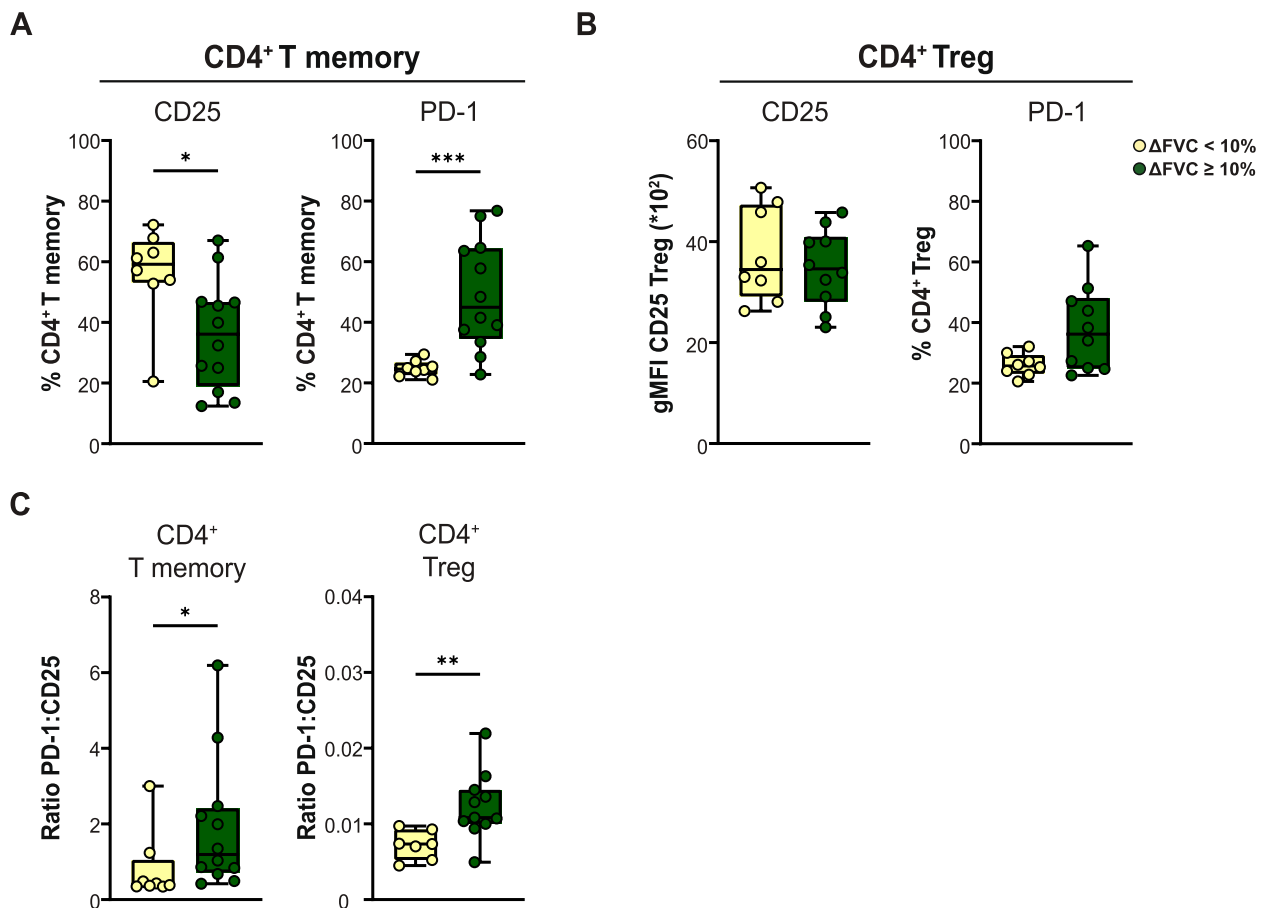 A
B
CD4⁺ T memory
CD4⁺ Treg
CD25
PD-1
CD25
PD-1
ΔFVC < 10%
ΔFVC ≥ 10%
% CD4⁺ T memory
100
80
60
40
20
0
*
% CD4⁺ T memory
100
80
60
40
20
0
***
gMFI CD25 Treg (*10²)
60
40
20
0
% CD4⁺ Treg
100
80
60
40
20
0
C
CD4⁺
T memory
CD4⁺
Treg
Ratio PD-1:CD25
8
6
4
2
0
*
Ratio PD-1:CD25
0.04
0.03
0.02
0.01
0
**